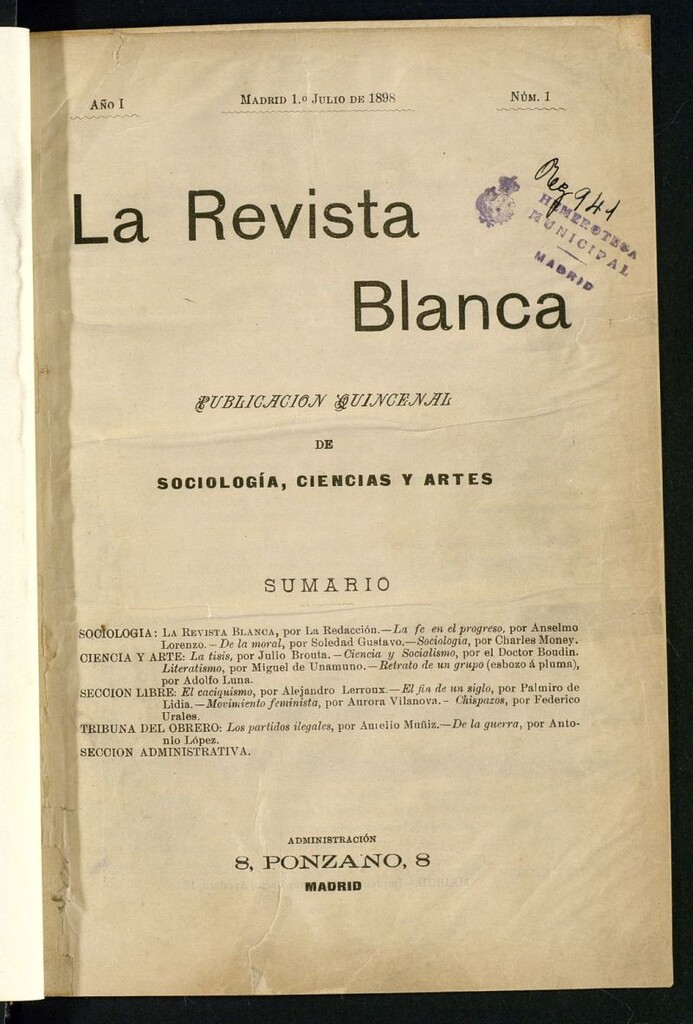 Año I
Madrid 1.º Julio de 1898
Núm. 1
Reg 941
HEMEROTECA
MUNICIPAL
MADRID
La Revista
Blanca
PUBLICACION QUINCENAL
DE
SOCIOLOGÍA, CIENCIAS Y ARTES
SUMARIO
SOCIOLOGIA: La Revista Blanca, por La Redacción.—La fe en el progreso, por Anselmo
Lorenzo.—De la moral, por Soledad Gustavo.—Sociología, por Charles Money.
CIENCIA Y ARTE: La tisis, por Julio Brouta.—Ciencia y Socialismo, por el Doctor Boudin.
Literatismo, por Miguel de Unamuno.—Retrato de un grupo (esbozo á pluma),
por Adolfo Luna.
SECCION LIBRE: El caciquismo, por Alejandro Lerroux.—El fin de un siglo, por Palmiro de
Lidia.—Movimiento feminista, por Aurora Vilanova.- Chispazos, por Federico
Urales.
TRIBUNA DEL OBRERO: Los partidos ilegales, por Aurelio Muñiz.—De la guerra, por Anto-
nio López.
SECCION ADMINISTRATIVA.
ADMINISTRACIÓN
8, PONZANO, 8
MADRID